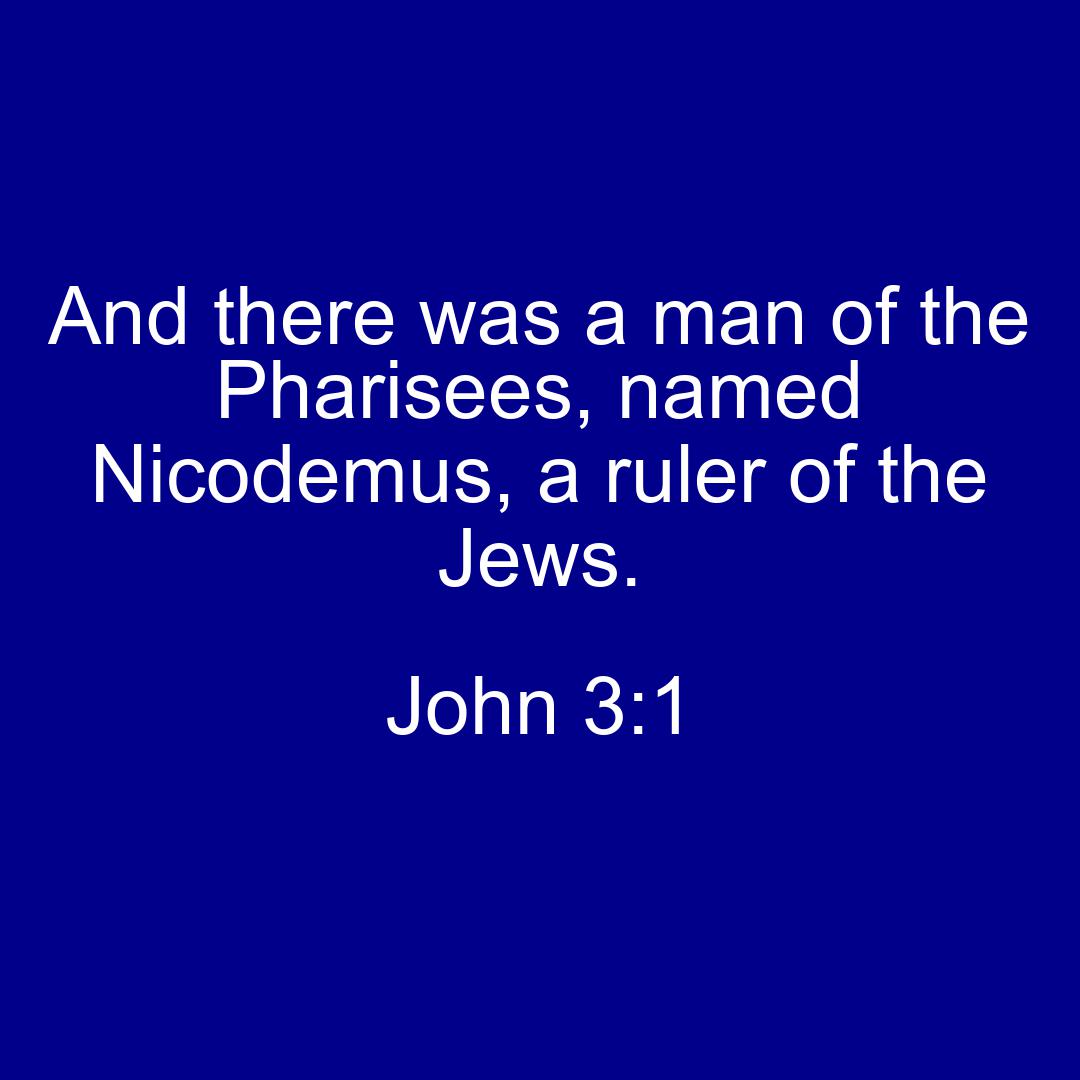 And there was a man of the
Pharisees, named
Nicodemus, a ruler of the
Jews.
John 3:1